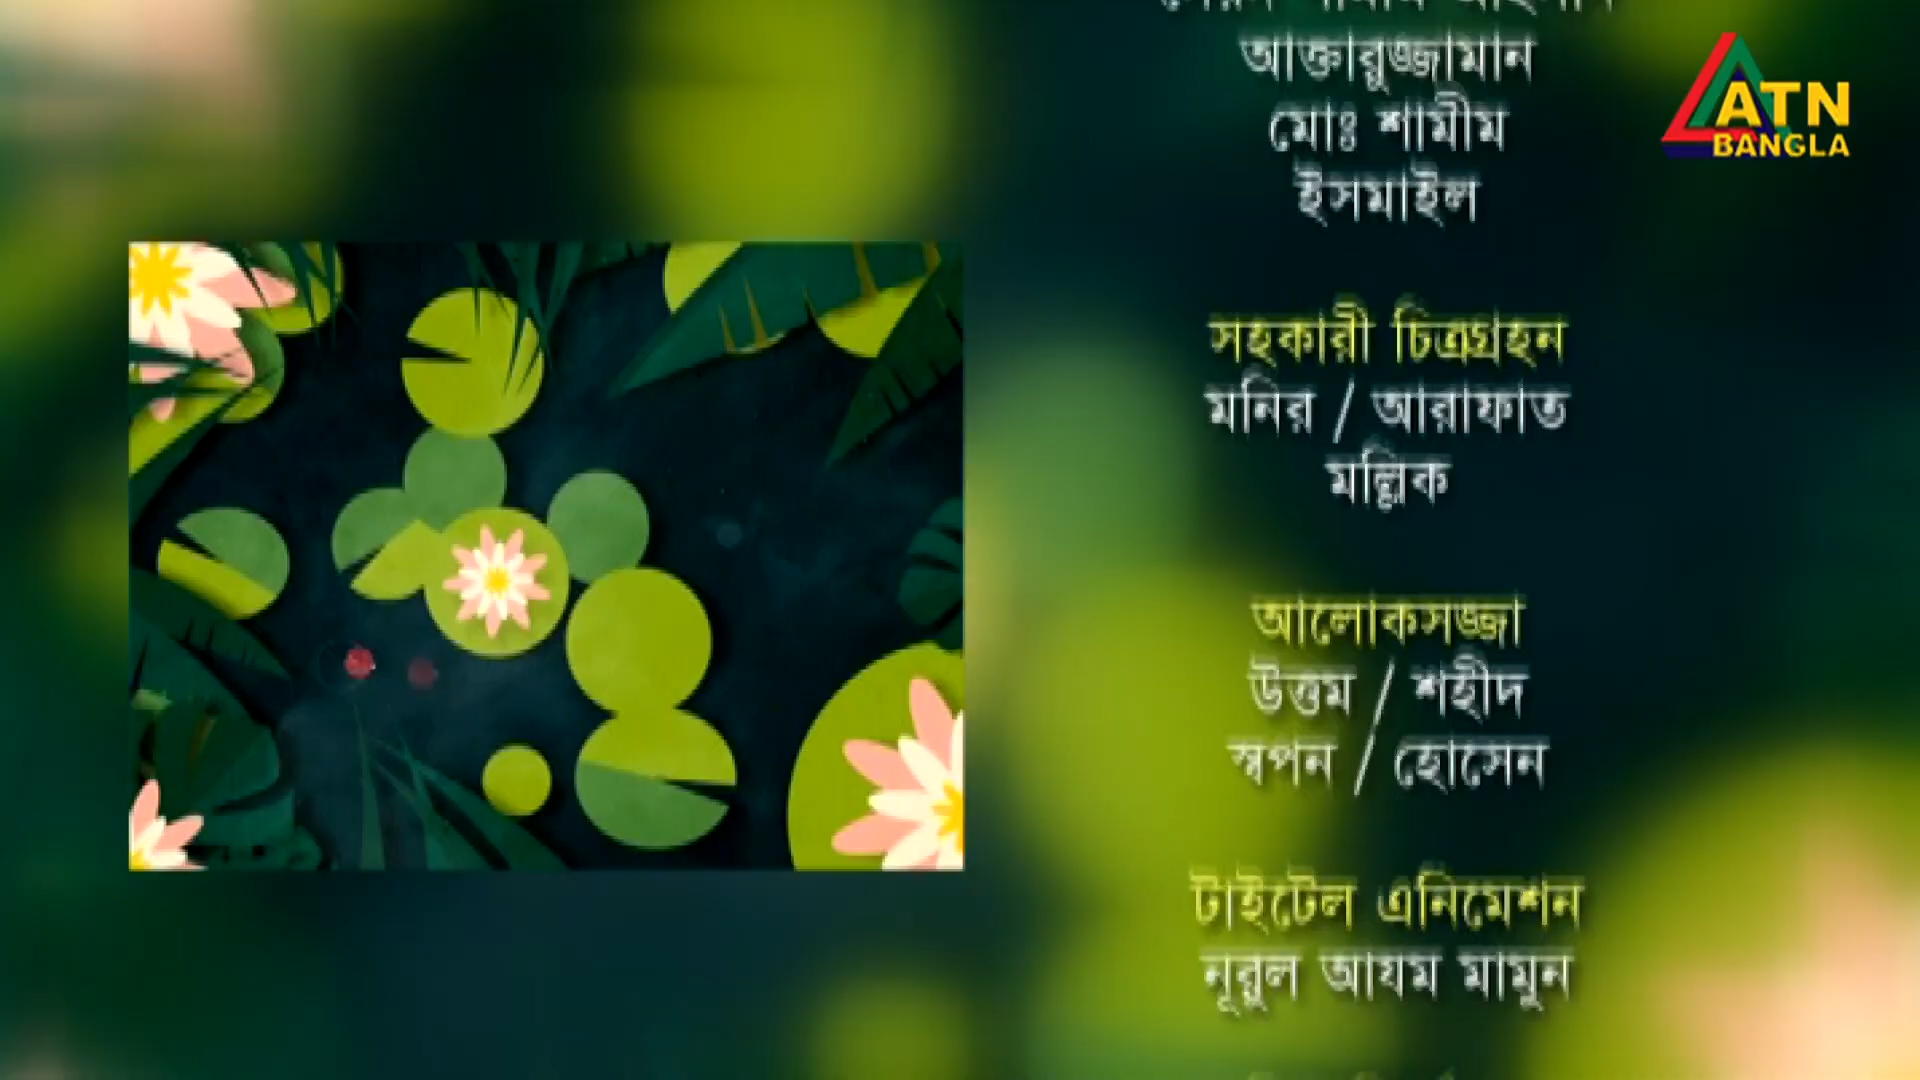 আক্তারুজ্জামান
মোঃ শামীম
ইসমাইল
সহকারী চিত্রগ্রহন
মনির / আরাফাত
মল্লিক
আলোকসজ্জা
উত্তম / শহীদ
স্বপন / হোসেন
টাইটেল এনিমেশন
নূরুল আযম মামুন
ATN
BANGLA